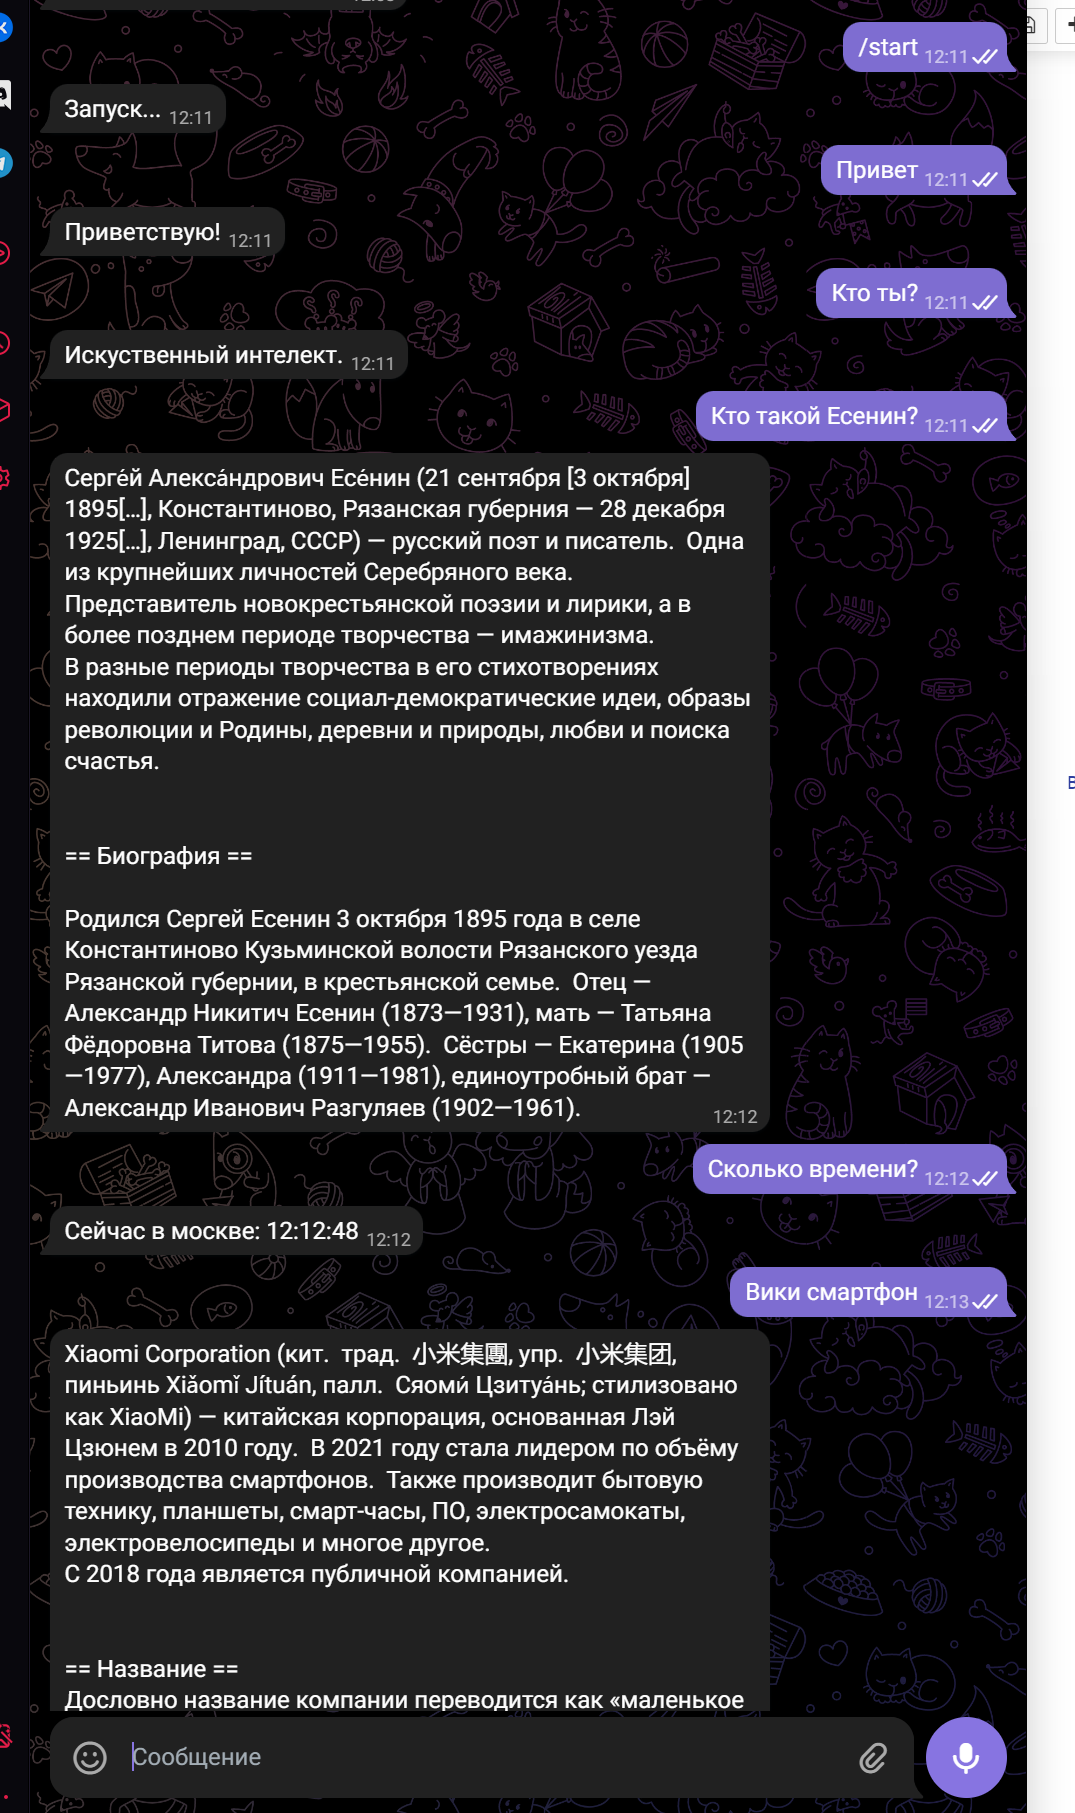 /start 12:11
Запуск... 12:11
Привет 12:11
Приветствую! 12:11
Кто ты? 12:11
Искуственный интелект. 12:11
Кто такой Есенин? 12:11
Серге́й Алекса́ндрович Есе́нин (21 сентября [3 октября]
1895[…], Константиново, Рязанская губерния — 28 декабря
1925[…], Ленинград, СССР) — русский поэт и писатель.  Одна
из крупнейших личностей Серебряного века.
Представитель новокрестьянской поэзии и лирики, а в
более позднем периоде творчества — имажинизма.
В разные периоды творчества в его стихотворениях
находили отражение социал-демократические идеи, образы
революции и Родины, деревни и природы, любви и поиска
счастья.
== Биография ==
Родился Сергей Есенин 3 октября 1895 года в селе
Константиново Кузьминской волости Рязанского уезда
Рязанской губернии, в крестьянской семье.  Отец —
Александр Никитич Есенин (1873—1931), мать — Татьяна
Фёдоровна Титова (1875—1955).  Сёстры — Екатерина (1905
—1977), Александра (1911—1981), единоутробный брат —
Александр Иванович Разгуляев (1902—1961).
12:12
Сколько времени? 12:12
Сейчас в москве: 12:12:48 12:12
Вики смартфон 12:13
Xiaomi Corporation (кит.  трад.  小米集團, упр.  小米集团,
пиньинь Xiǎomǐ Jítuán, палл.  Сяоми́ Цзитуа́нь; стилизовано
как XiaoMi) — китайская корпорация, основанная Лэй
Цзюнем в 2010 году.  В 2021 году стала лидером по объёму
производства смартфонов.  Также производит бытовую
технику, планшеты, смарт-часы, ПО, электросамокаты,
электровелосипеды и многое другое.
С 2018 года является публичной компанией.
== Название ==
Дословно название компании переводится как «маленькое
Сообщение